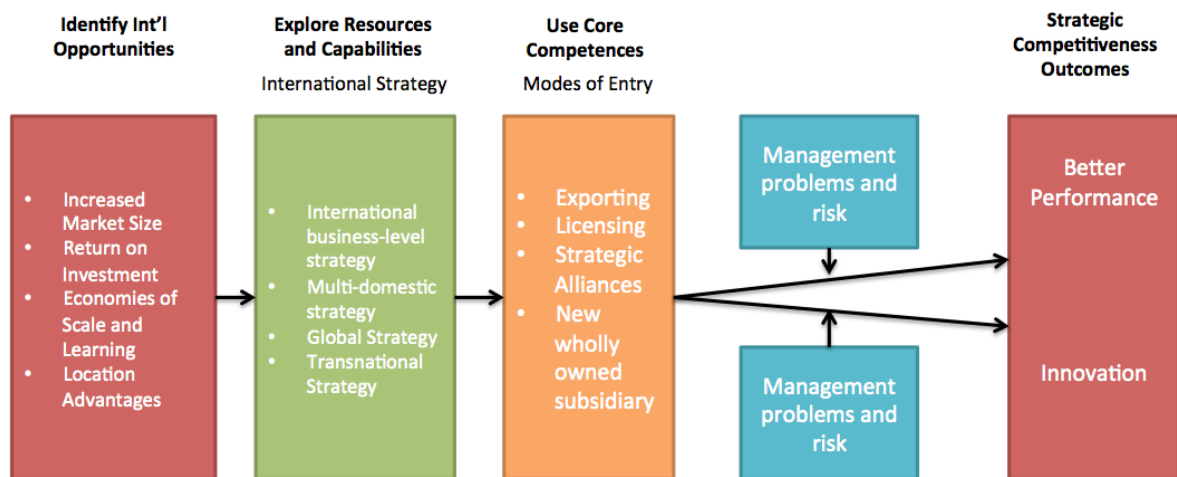 Identify Int'l
Opportunities
Explore Resources
and Capabilities
International Strategy
Use Core
Competences
Modes of Entry
Strategic
Competitiveness
Outcomes
• Increased
Market Size
• Return on
Investment
• Economies of
Scale and
Learning
• Location
Advantages
• International
business-level
strategy
• Multi-domestic
strategy
• Global Strategy
• Transnational
Strategy
• Exporting
• Licensing
• Strategic
Alliances
• New
wholly
owned
subsidiary
Management
problems and
risk
Management
problems and
risk
Better
Performance
Innovation